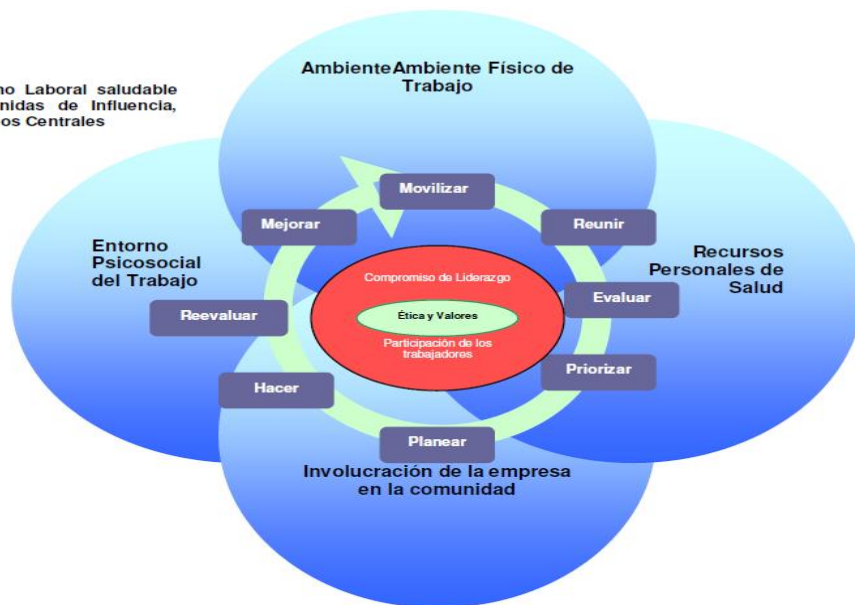 no Laboral saludable
nidas de Influencia,
os Centrales
AmbienteAmbiente Físico de
Trabajo
Movilizar
Mejorar
Reunir
Entorno
Psicosocial
del Trabajo
Recursos
Personales de
Salud
Compromiso de Liderazgo
Evaluar
Reevaluar
Ética y Valores
Participación de los
trabajadores
Priorizar
Hacer
Planear
Involucración de la empresa
en la comunidad